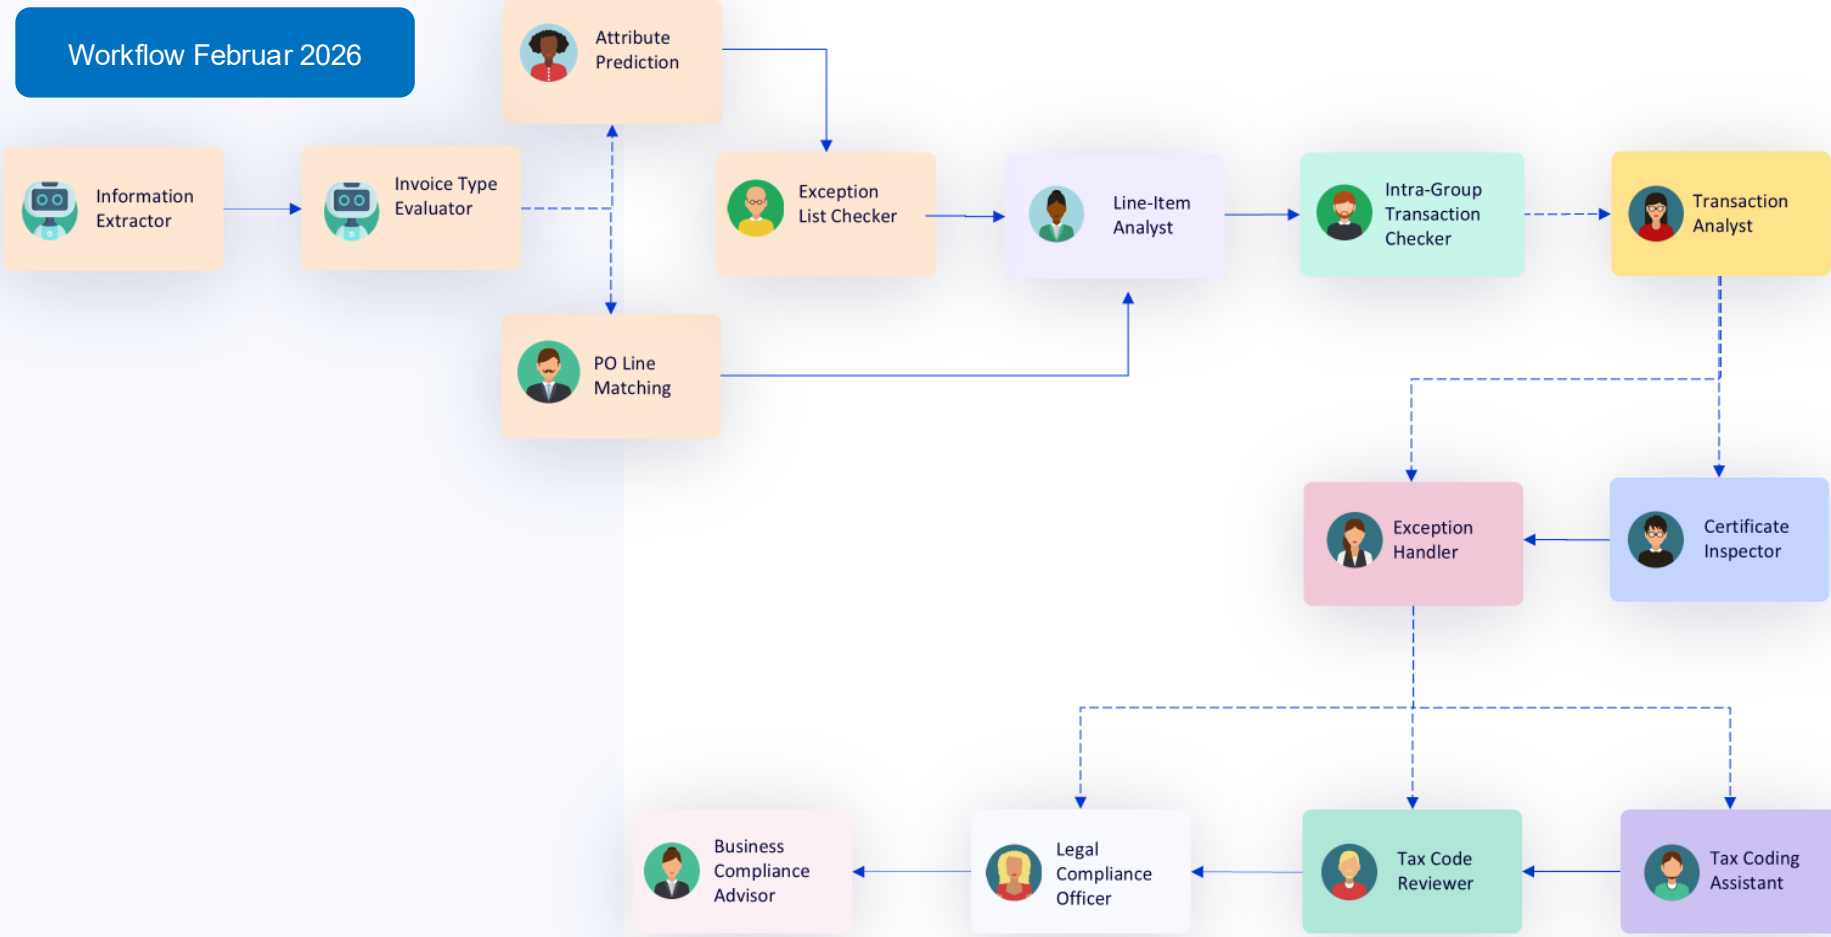 Workflow Februar 2026
Attribute
Prediction
Information
Extractor
Invoice Type
Evaluator
Exception
List Checker
Line-Item
Analyst
Intra-Group
Transaction
Checker
Transaction
Analyst
PO Line
Matching
Exception
Handler
Certificate
Inspector
Business
Compliance
Advisor
Legal
Compliance
Officer
Tax Code
Reviewer
Tax Coding
Assistant